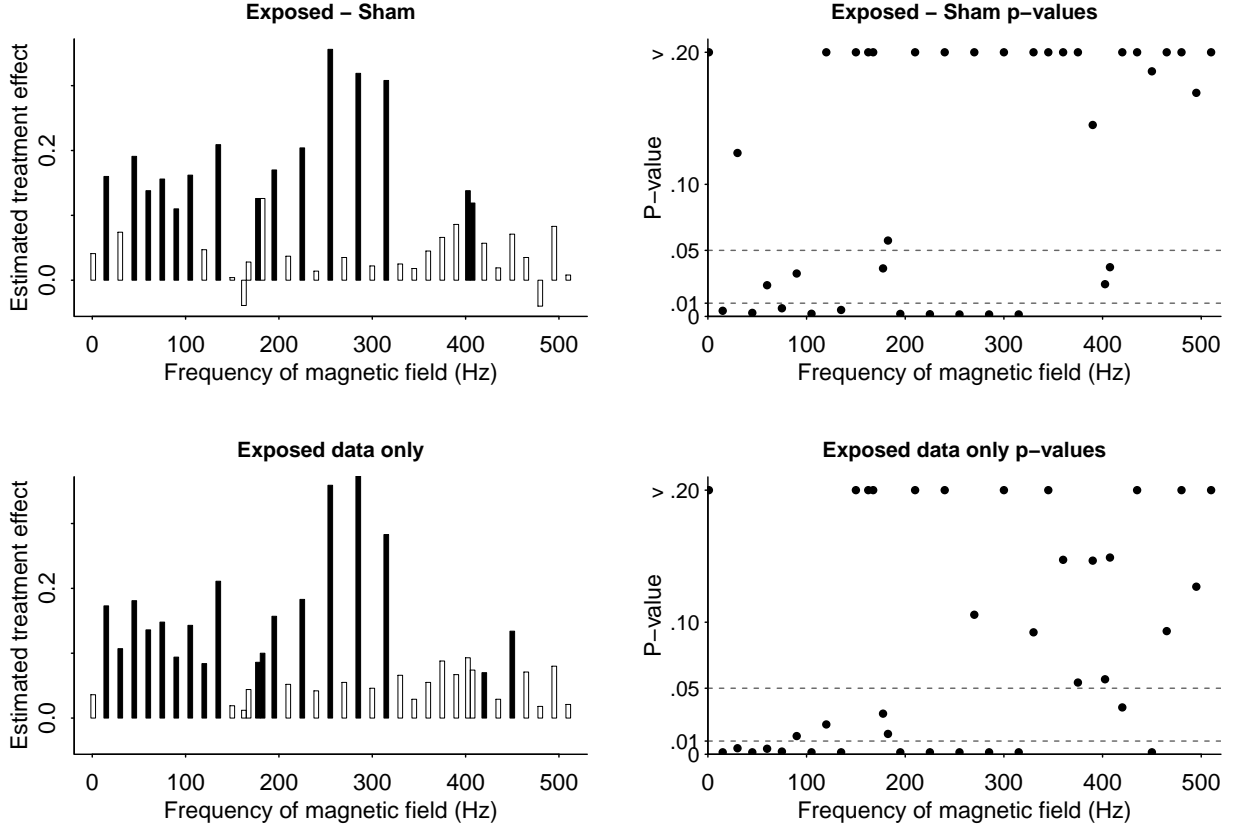 Exposed − Sham
Estimated treatment effect
0.0 0.2
0 100 200 300 400 500
Frequency of magnetic field (Hz)
Exposed − Sham p−values
P−value
> .20
.10
.05
.01
0
0 100 200 300 400 500
Frequency of magnetic field (Hz)
Exposed data only
Estimated treatment effect
0.0 0.2
0 100 200 300 400 500
Frequency of magnetic field (Hz)
Exposed data only p−values
P−value
> .20
.10
.05
.01
0
0 100 200 300 400 500
Frequency of magnetic field (Hz)